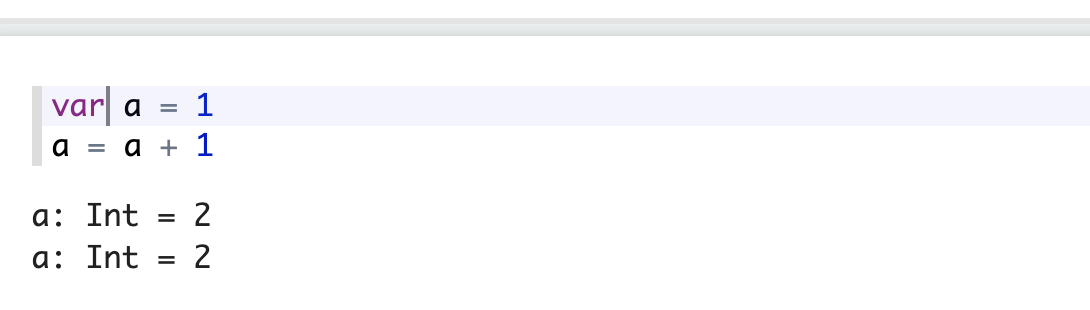 var a = 1
a = a + 1
a: Int = 2
a: Int = 2